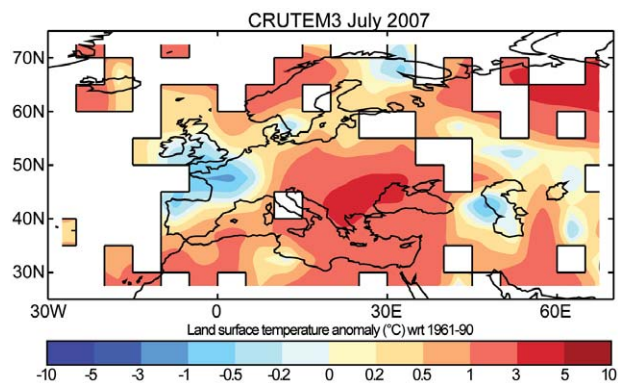 CRUTEM3 July 2007
70N
60N
50N
40N
30N
30W 0 30E 60E
Land surface temperature anomaly (°C) wrt 1961-90
-10 -5 -3 -1 -0.5 -0.2 0 0.2 0.5 1 3 5 10